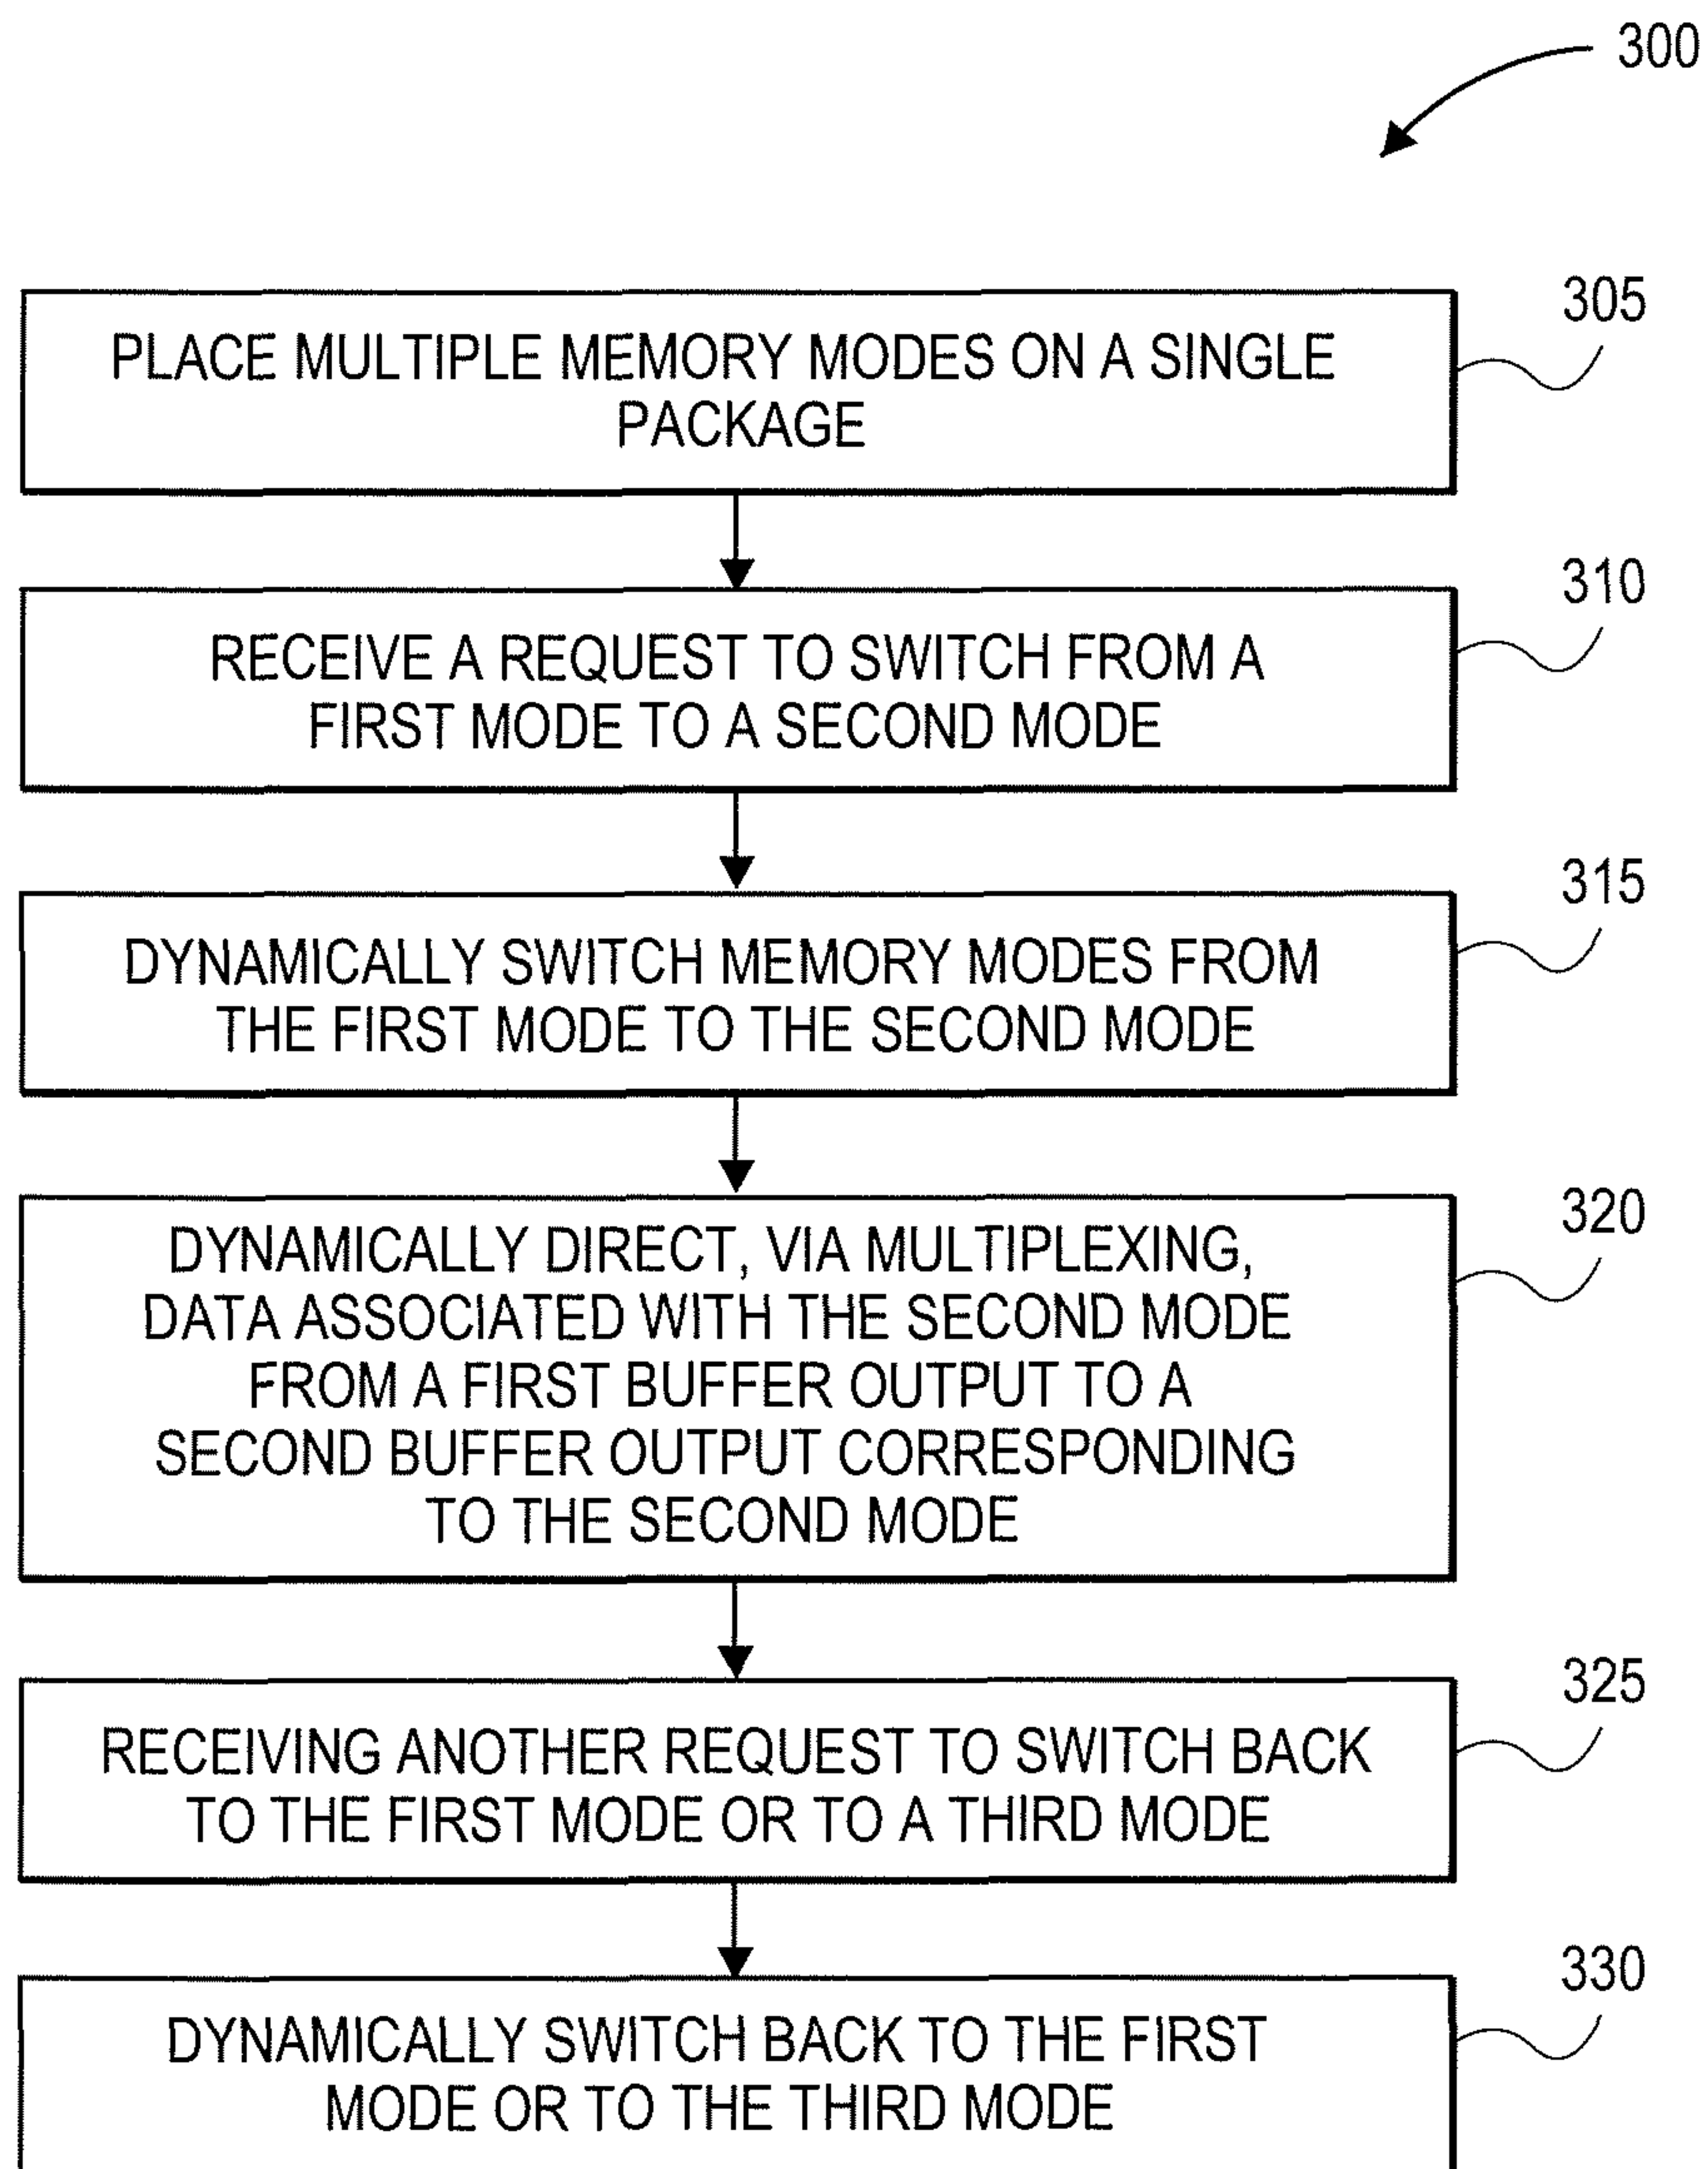 300
305
PLACE MULTIPLE MEMORY MODES ON A SINGLE
PACKAGE
310
RECEIVE A REQUEST TO SWITCH FROM A
FIRST MODE TO A SECOND MODE
315
DYNAMICALLY SWITCH MEMORY MODES FROM
THE FIRST MODE TO THE SECOND MODE
320
DYNAMICALLY DIRECT, VIA MULTIPLEXING,
DATA ASSOCIATED WITH THE SECOND MODE
FROM A FIRST BUFFER OUTPUT TO A
SECOND BUFFER OUTPUT CORRESPONDING
TO THE SECOND MODE
325
RECEIVING ANOTHER REQUEST TO SWITCH BACK
TO THE FIRST MODE OR TO A THIRD MODE
330
DYNAMICALLY SWITCH BACK TO THE FIRST
MODE OR TO THE THIRD MODE